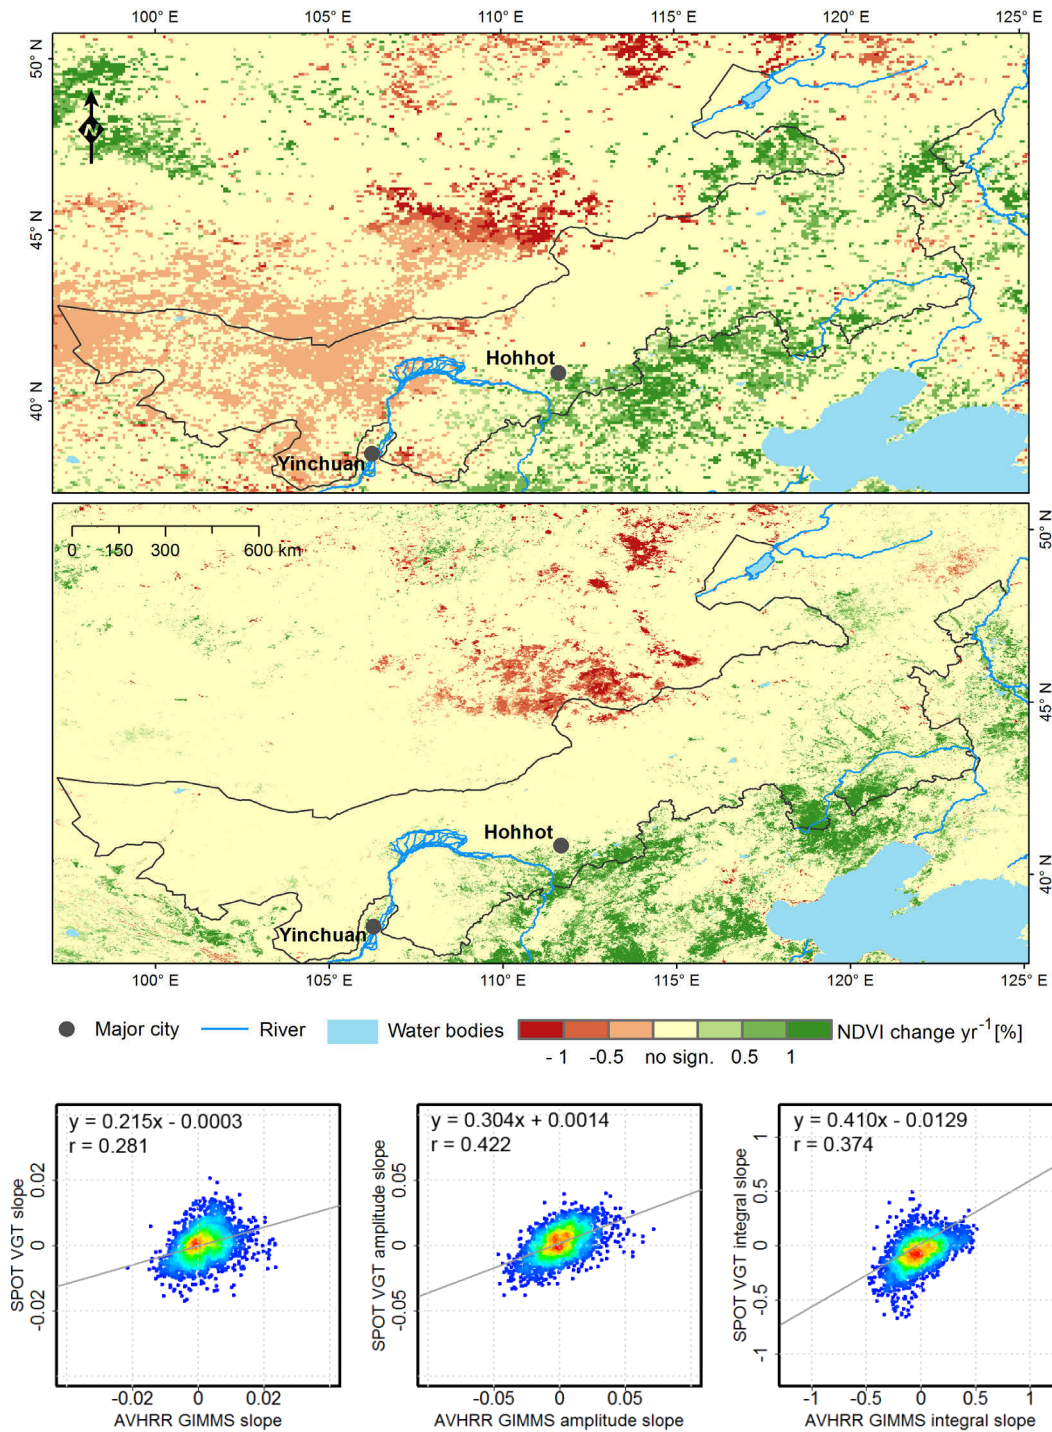 100° E 105° E 110° E 115° E 120° E 125° E
50° N
45° N
40° N
N
Hohhot
Yinchuan
0 150 300 600 km
50° N
45° N
40° N
Hohhot
Yinchuan
100° E 105° E 110° E 115° E 120° E 125° E
Major city River Water bodies NDVI change yr-1[%]
- 1 -0.5 no sign. 0.5 1
y = 0.215x - 0.0003
r = 0.281
SPOT VGT slope
0.02
0
-0.02
-0.02 0 0.02
AVHRR GIMMS slope
y = 0.304x + 0.0014
r = 0.422
SPOT VGT amplitude slope
0.05
0
-0.05
-0.05 0 0.05
AVHRR GIMMS amplitude slope
y = 0.410x - 0.0129
r = 0.374
SPOT VGT integral slope
1
0.5
0
-0.5
-1
-1 -0.5 0 0.5 1
AVHRR GIMMS integral slope